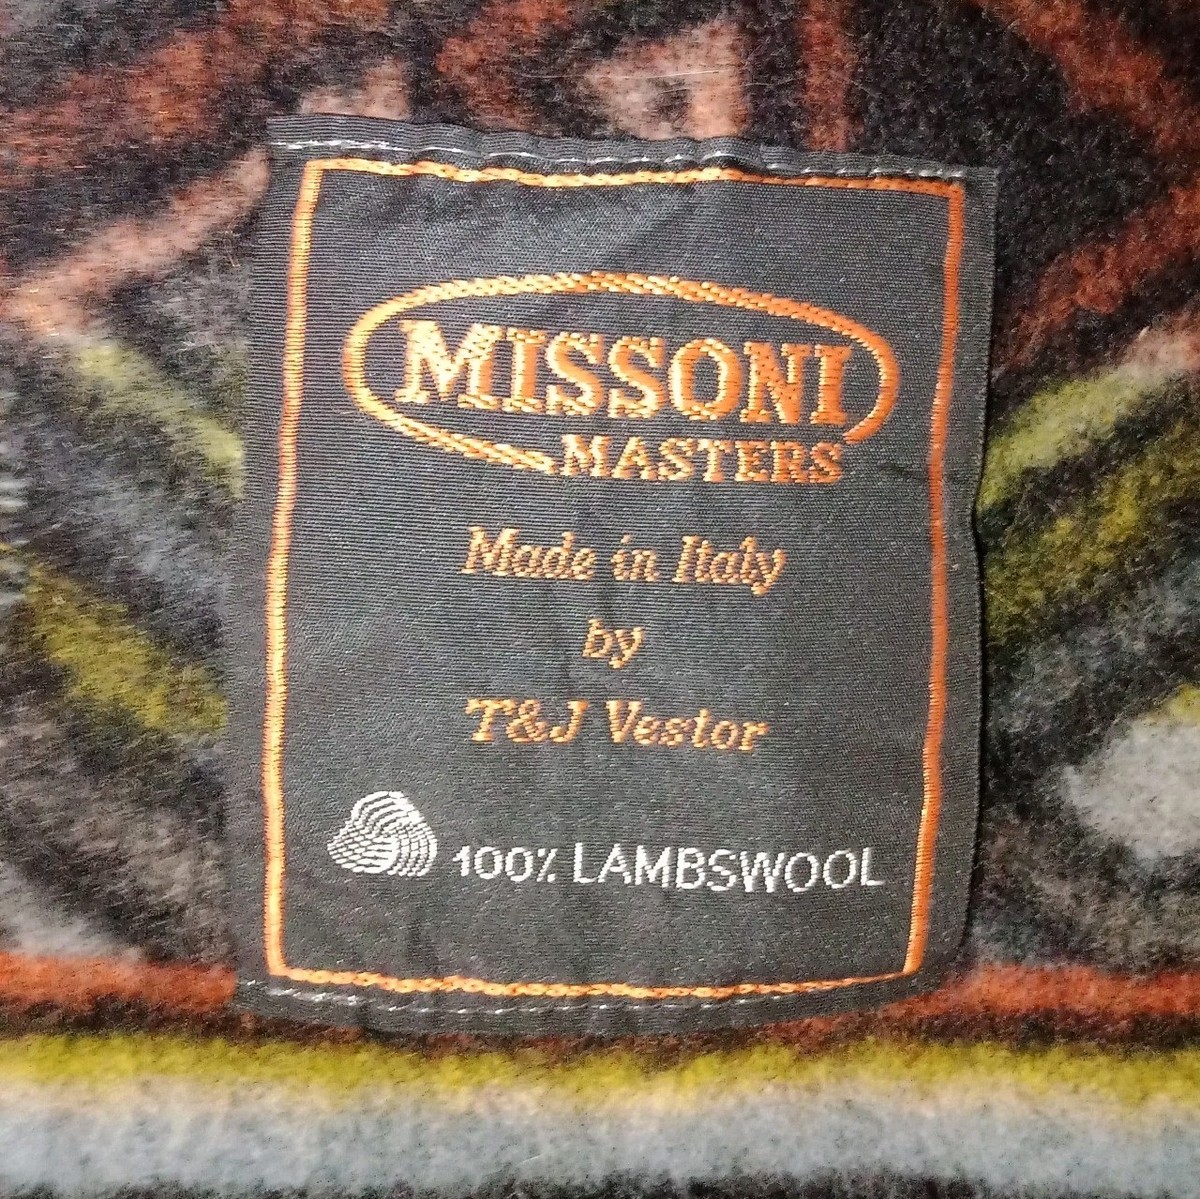 MISSONI
MASTERS
Made in Italy
by
T&J Vestor
100% LAMBSWOOL